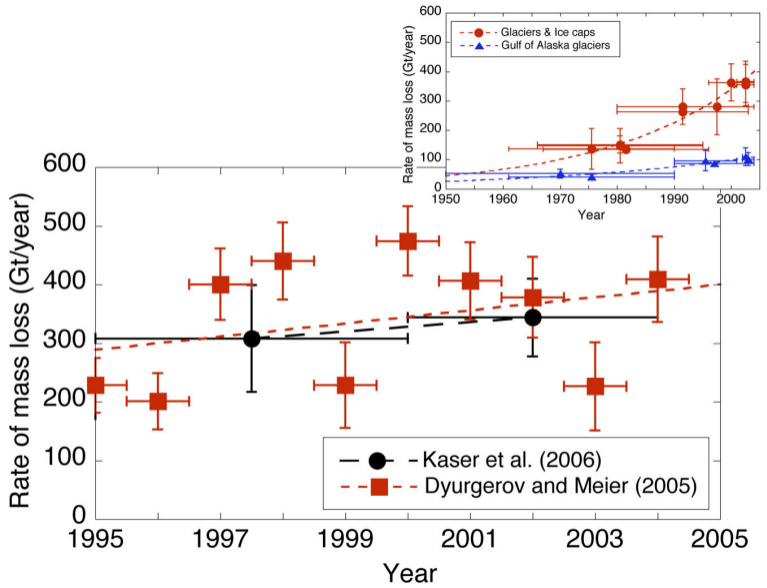 600
500
400
300
200
100
0
Rate of mass loss (Gt/year)
Glaciers & Ice caps
Gulf of Alaska glaciers
1950 1960 1970 1980 1990 2000
Year
600
500
400
300
200
100
0
Rate of mass loss (Gt/year)
Kaser et al. (2006)
Dyurgerov and Meier (2005)
1995 1997 1999 2001 2003 2005
Year